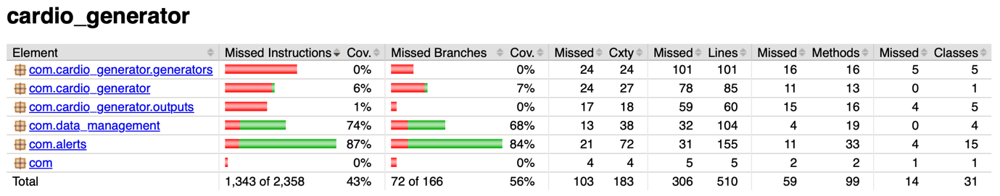 cardio_generator
Element Missed Instructions Cov. Missed Branches Cov. Missed Cxty Missed Lines Missed Methods Missed Classes
com.cardio_generator.generators 0% 0% 24 24 101 101 16 16 5 5
com.cardio_generator 6% 7% 24 27 78 85 11 13 0 1
com.cardio_generator.outputs 1% 0% 17 18 59 60 15 16 4 5
com.data_management 74% 68% 13 38 32 104 4 19 0 4
com.alerts 87% 84% 21 72 31 155 11 33 4 15
com 0% 0% 4 4 5 5 2 2 1 1
Total 1,343 of 2,358 43% 72 of 166 56% 103 183 306 510 59 99 14 31